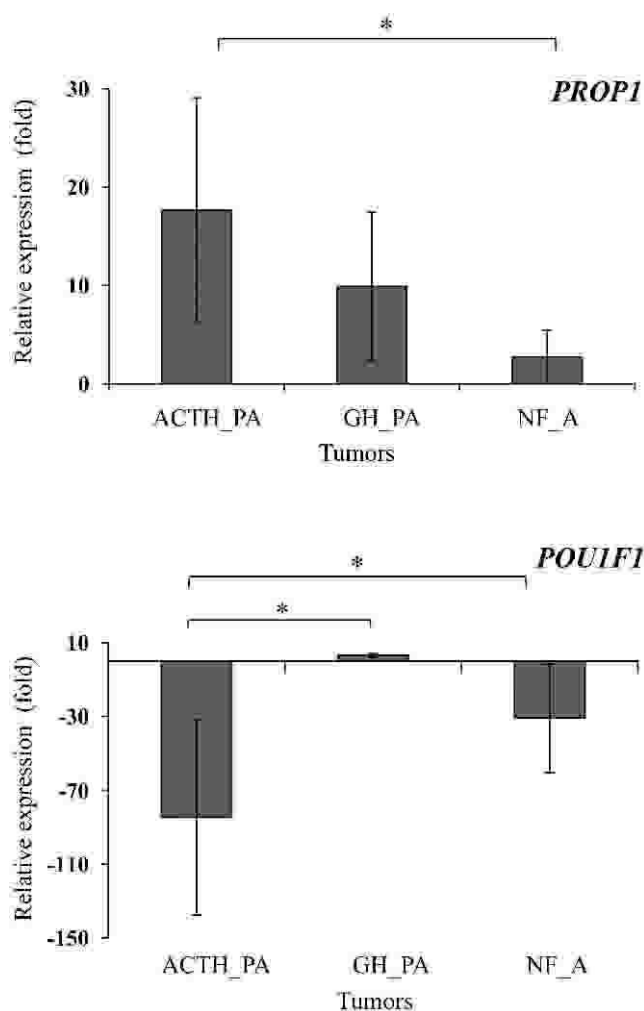 *
PROP1
Relative expression (fold)
30
20
10
0
ACTH_PA GH_PA NF_A
Tumors
*
POU1F1
*
Relative expression (fold)
10
-30
-70
-110
-150
ACTH_PA GH_PA NF_A
Tumors